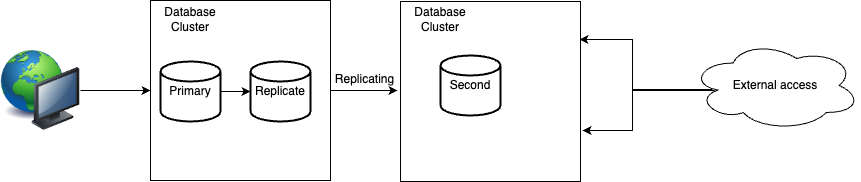 Database
Cluster
Primary
Replicate
Replicating
Database
Cluster
Second
External access